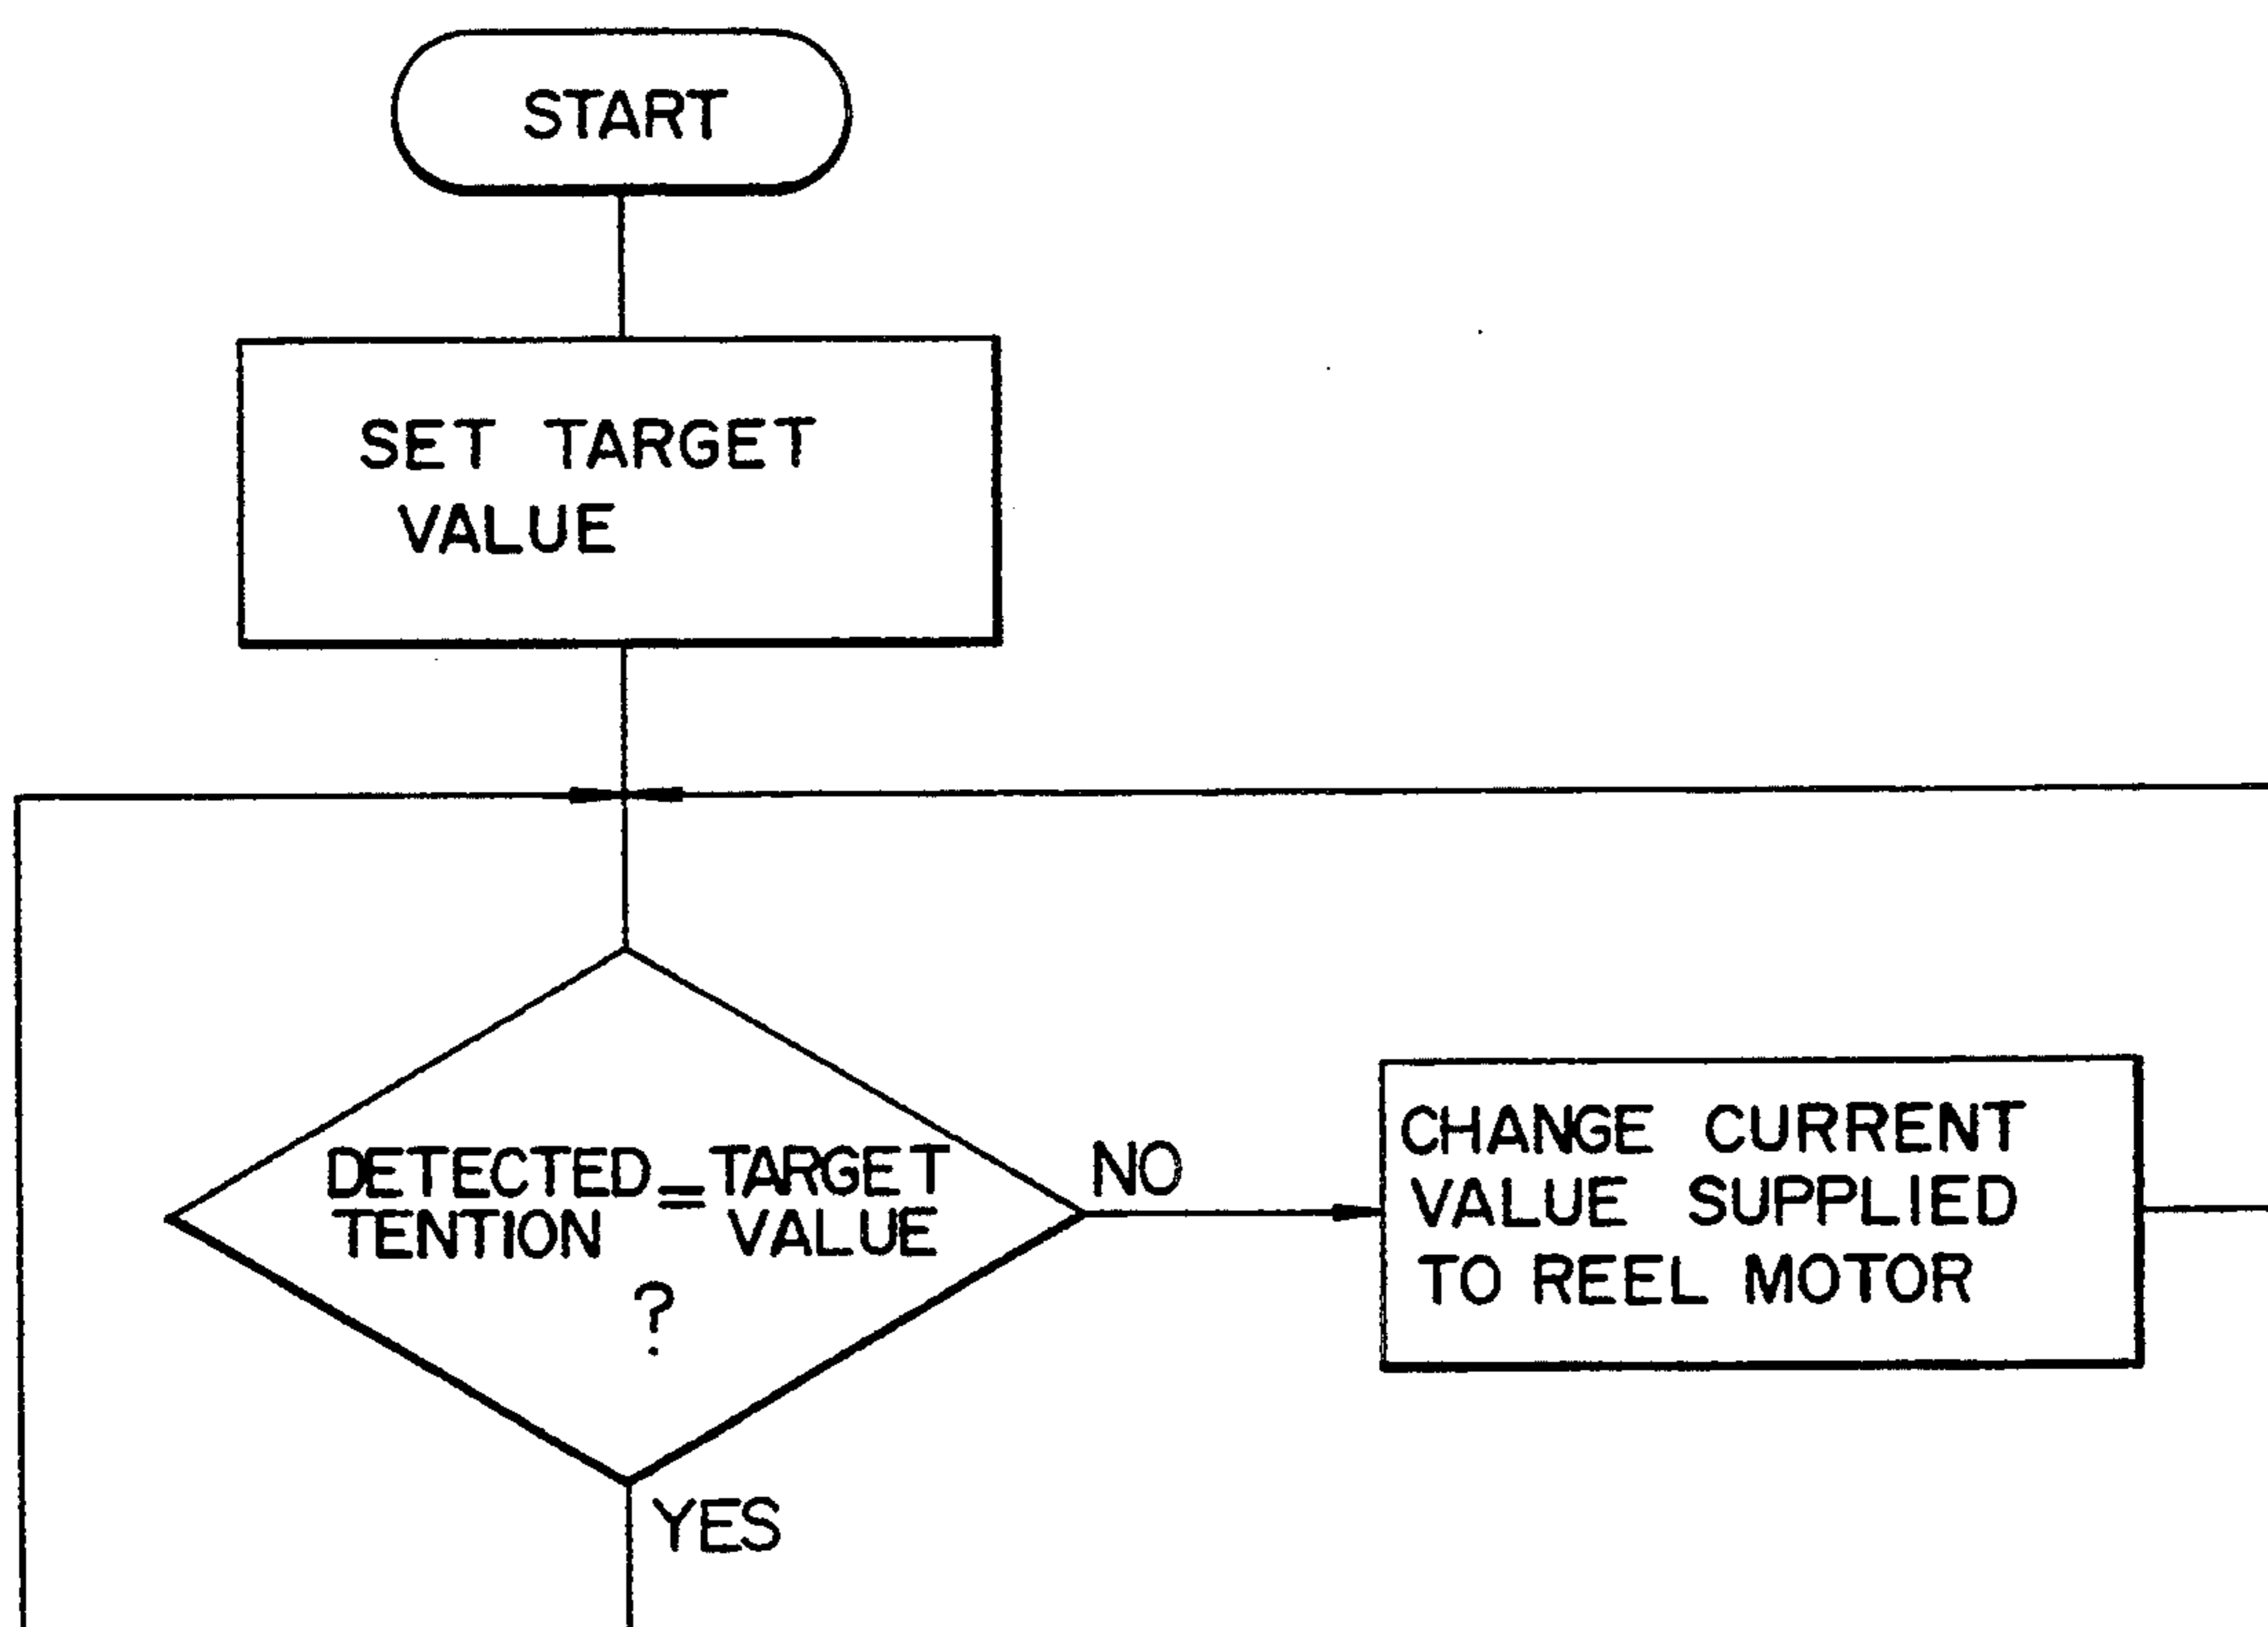 START
SET TARGET
VALUE
DETECTED = TARGET
TENTION VALUE
?
NO
CHANGE CURRENT
VALUE SUPPLIED
TO REEL MOTOR
YES